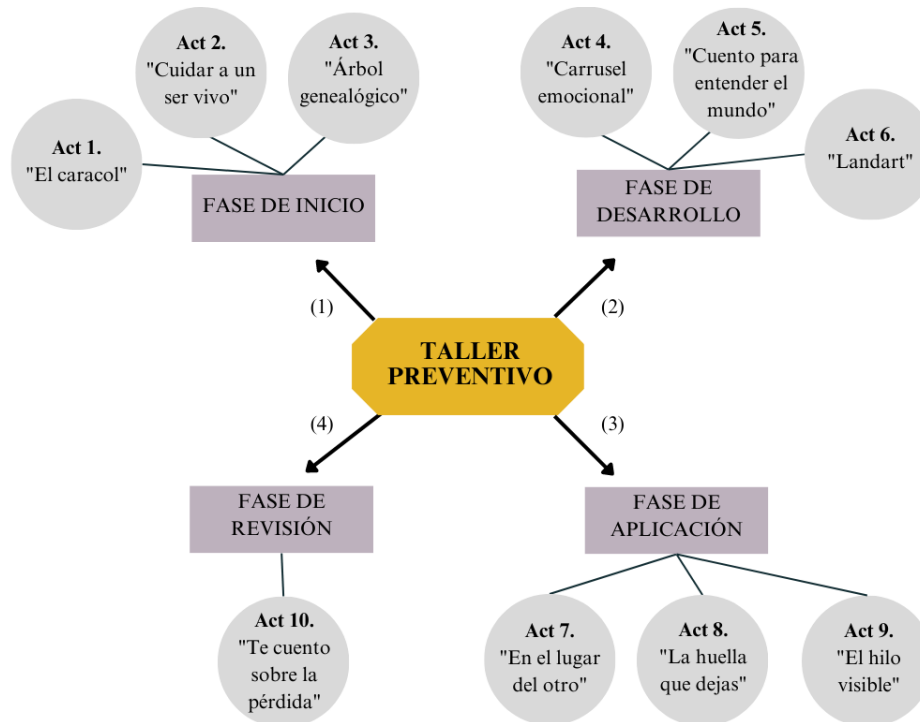 Act 1.
"El caracol"
Act 2.
"Cuidar a un
ser vivo"
Act 3.
"Árbol
genealógico"
FASE DE INICIO
(1)
Act 4.
"Carrusel
emocional"
Act 5.
"Cuento para
entender el
mundo"
Act 6.
"Landart"
FASE DE
DESARROLLO
(2)
TALLER
PREVENTIVO
(4)
FASE DE
REVISIÓN
Act 10.
"Te cuento
sobre la
pérdida"
(3)
FASE DE
APLICACIÓN
Act 7.
"En el lugar
del otro"
Act 8.
"La huella
que dejas"
Act 9.
"El hilo
visible"